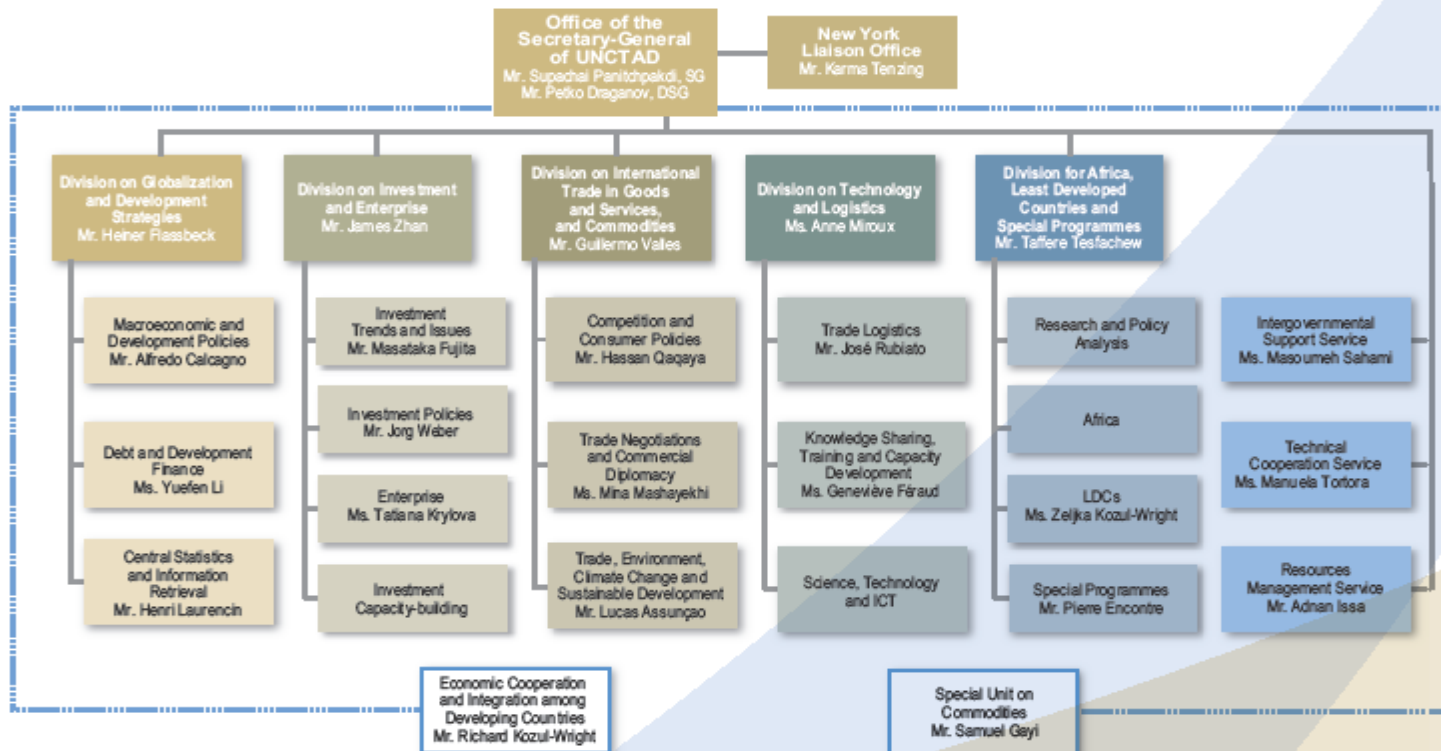 Office of the
Secretary-General
of UNCTAD
Mr. Supachai Panitchpakdi, SG
Mr. Petko Draganov, DSG
New York
Liaison Office
Mr. Karma Tenzing
Division on Globalization
and Development
Strategies
Mr. Heiner Flassbeck
Division on Investment
and Enterprise
Mr. James Zhan
Division on International
Trade in Goods
and Services,
and Commodities
Mr. Guillermo Valles
Division on Technology
and Logistics
Ms. Anne Miroux
Division for Africa,
Least Developed
Countries and
Special Programmes
Mr. Taffere Tesfachew
Macroeconomic and
Development Policies
Mr. Alfredo Calcagno
Debt and Development
Finance
Ms. Yuefen Li
Central Statistics
and Information
Retrieval
Mr. Henri Laurencin
Investment
Trends and Issues
Mr. Masataka Fujita
Investment Policies
Mr. Jorg Weber
Enterprise
Ms. Tatiana Krylova
Investment
Capacity-building
Competition and
Consumer Policies
Mr. Hassan Qaqaya
Trade Negotiations
and Commercial
Diplomacy
Ms. Mina Mashayekhi
Trade, Environment,
Climate Change and
Sustainable Development
Mr. Lucas Assunçao
Trade Logistics
Mr. José Rubiato
Knowledge Sharing,
Training and Capacity
Development
Ms. Geneviève Féraud
Science, Technology
and ICT
Research and Policy
Analysis
Africa
LDCs
Ms. Zeljka Kozul-Wright
Special Programmes
Mr. Pierre Encontre
Intergovernmental
Support Service
Ms. Masoumeh Sahami
Technical
Cooperation Service
Ms. Manuela Tortora
Resources
Management Service
Mr. Adnan Issa
Economic Cooperation
and Integration among
Developing Countries
Mr. Richard Kozul-Wright
Special Unit on
Commodities
Mr. Samuel Gayi